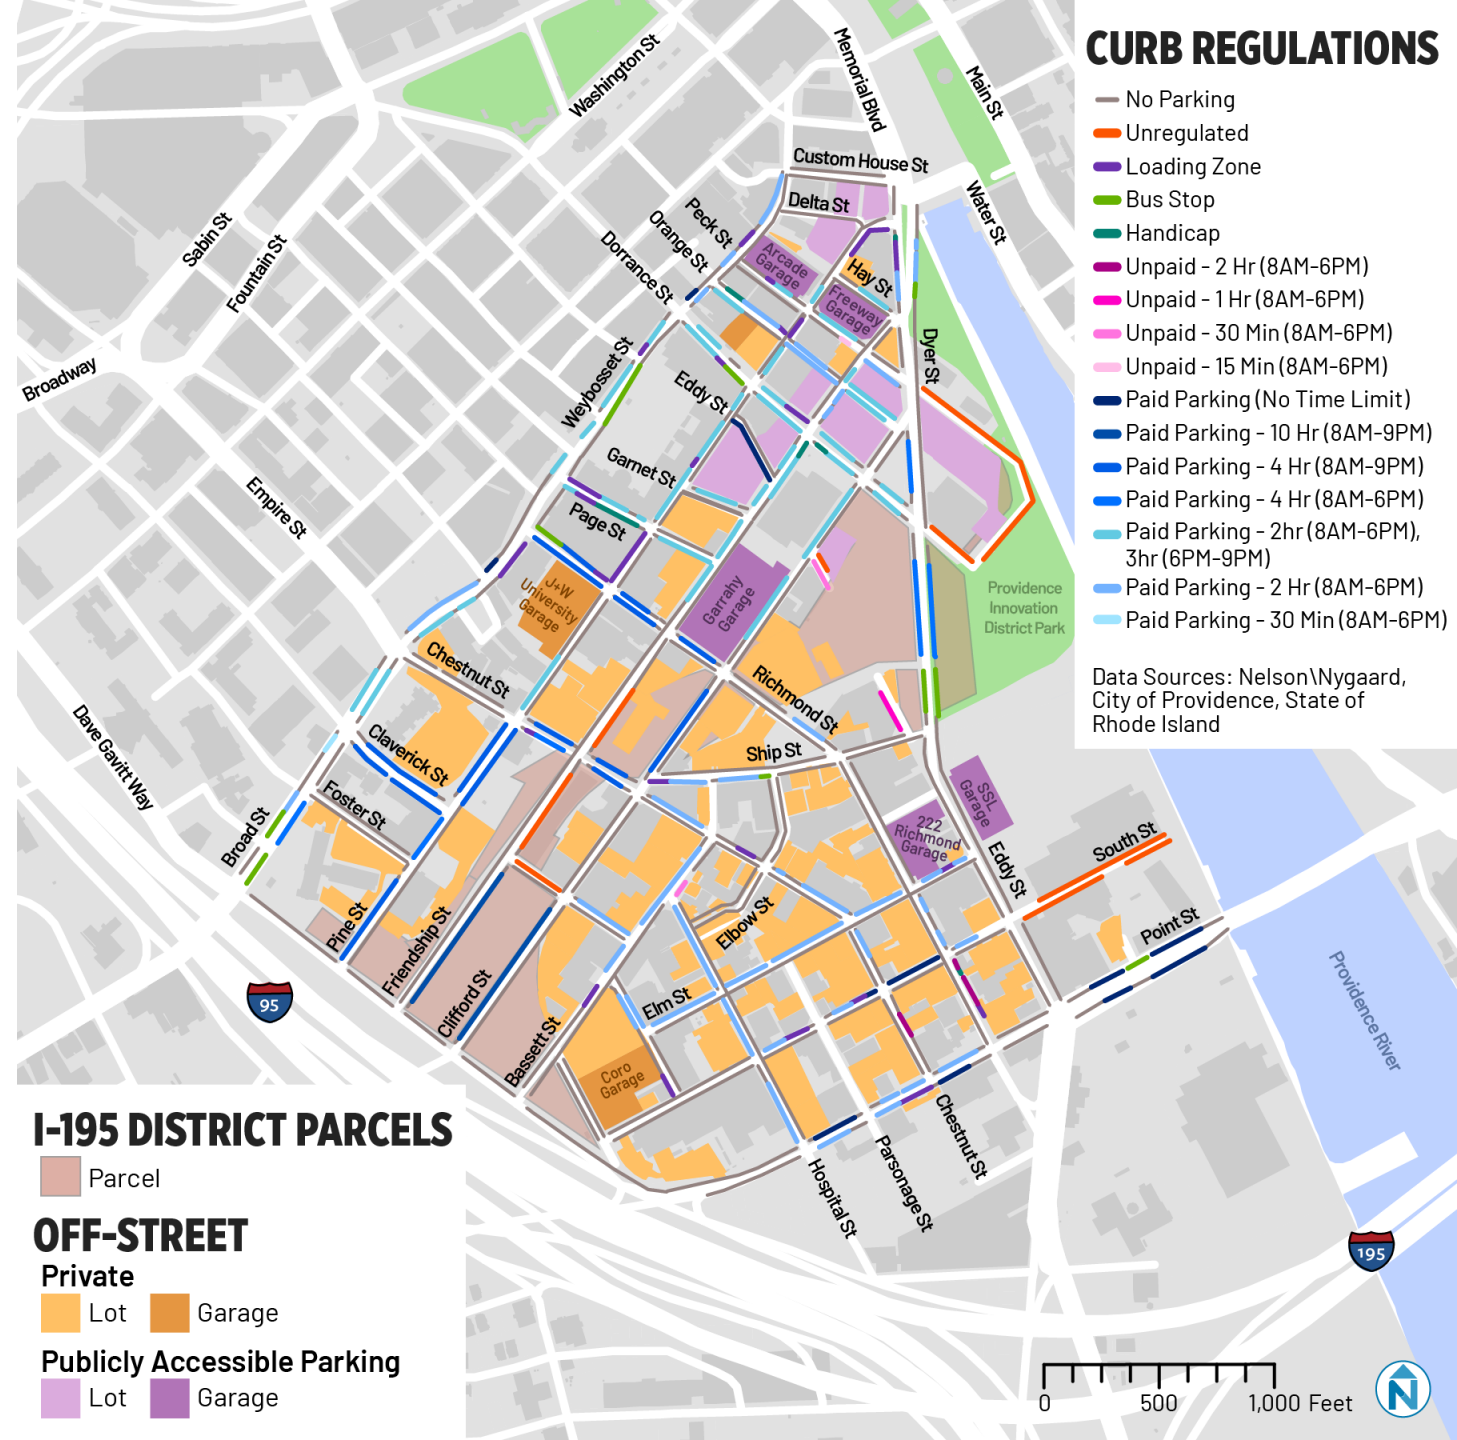 CURB REGULATIONS
No Parking
Unregulated
Loading Zone
Bus Stop
Handicap
Unpaid - 2 Hr (8AM-6PM)
Unpaid - 1 Hr (8AM-6PM)
Unpaid - 30 Min (8AM-6PM)
Unpaid - 15 Min (8AM-6PM)
Paid Parking (No Time Limit)
Paid Parking - 10 Hr (8AM-9PM)
Paid Parking - 4 Hr (8AM-9PM)
Paid Parking - 4 Hr (8AM-6PM)
Paid Parking - 2hr (8AM-6PM),
3hr (6PM-9PM)
Paid Parking - 2 Hr (8AM-6PM)
Paid Parking - 30 Min (8AM-6PM)
Data Sources: Nelson\Nygaard,
City of Providence, State of
Rhode Island
Washington St
Memorial Blvd
Main St
Custom House St
Delta St
Water St
Peck St
Orange St
Dorrance St
Sabin St
Fountain St
Arcade
Garage
Hay St
Freeway
Garage
Dyer St
Broadway
Weybosset St
Eddy St
Garnet St
Empire St
Page St
J+W
University
Garage
Garrahy
Garage
Providence
Innovation
District Park
Chestnut St
Richmond St
Dave Gavitt Way
Claverick St
Ship St
Foster St
SSL
Garage
Broad St
222
Richmond
Garage
South St
Eddy St
Pine St
Elbow St
Point St
Friendship St
Clifford St
Elm St
Providence River
95
Bassett St
Coro
Garage
Chestnut St
Parsonage St
Hospital St
195
I-195 DISTRICT PARCELS
Parcel
OFF-STREET
Private
Lot
Garage
Publicly Accessible Parking
Lot
Garage
0
500
1,000 Feet
N